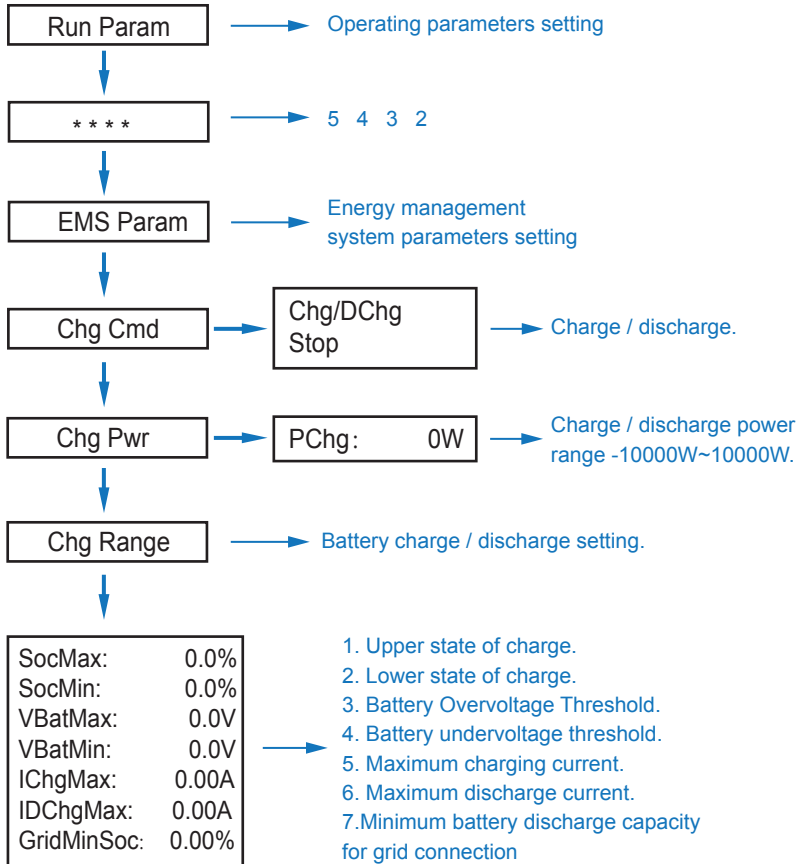 Run Param
Operating parameters setting
* * * *
5 4 3 2
EMS Param
Energy management
system parameters setting
Chg Cmd
Chg/DChg
Stop
Charge / discharge.
Chg Pwr
PChg: 0W
Charge / discharge power
range -10000W~10000W.
Chg Range
Battery charge / discharge setting.
SocMax: 0.0%
SocMin: 0.0%
VBatMax: 0.0V
VBatMin: 0.0V
IChgMax: 0.00A
IDChgMax: 0.00A
GridMinSoc: 0.00%
1. Upper state of charge.
2. Lower state of charge.
3. Battery Overvoltage Threshold.
4. Battery undervoltage threshold.
5. Maximum charging current.
6. Maximum discharge current.
7.Minimum battery discharge capacity
for grid connection